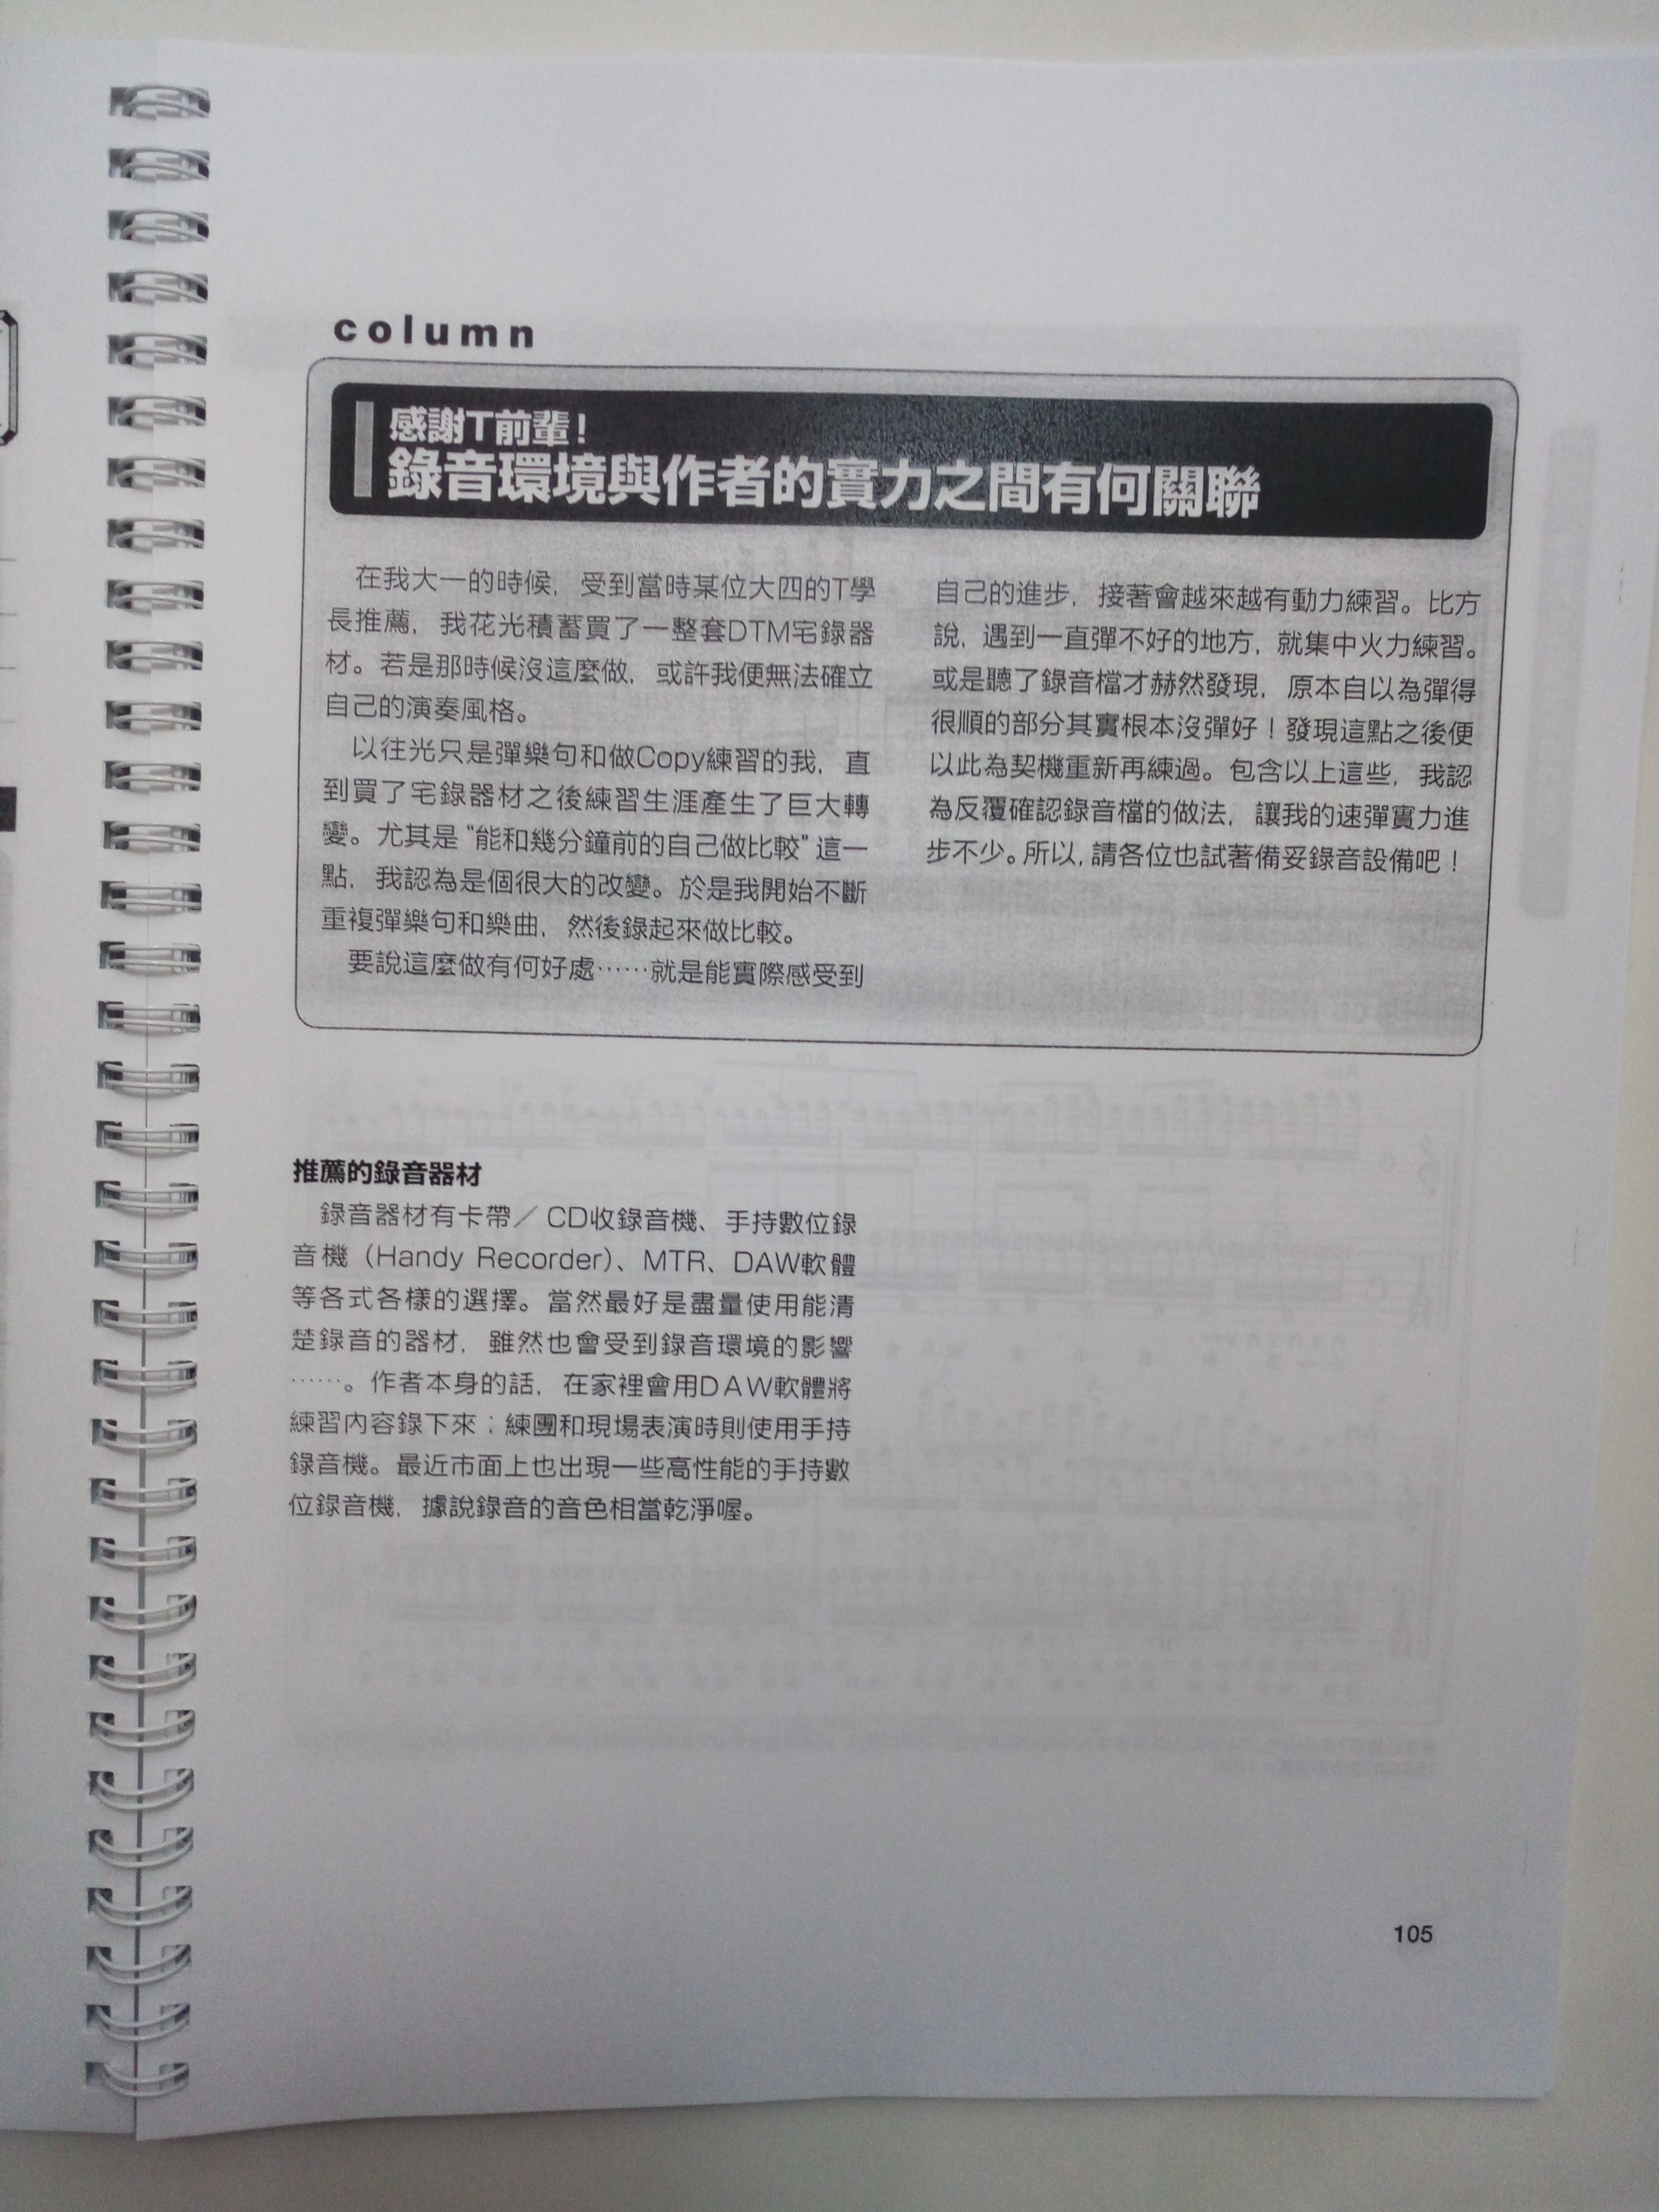 column
感謝T前輩！
錄音環境與作者的實力之間有何關聯
在我大一的時候，受到當時某位大四的T學
長推薦，我花光積蓄買了一整套DTM宅錄器
材。若是那時候沒這麼做，或許我便無法確立
自己的演奏風格。
以往光只是彈樂句和做Copy練習的我，直
到買了宅錄器材之後練習生涯產生了巨大轉
變。尤其是“能和幾分鐘前的自己做比較”這一
點，我認為是個很大的改變。於是我開始不斷
重複彈樂句和樂曲，然後錄起來做比較。
要說這麼做有何好處……就是能實際感受到
自己的進步，接著會越來越有動力練習。比方
說，遇到一直彈不好的地方，就集中火力練習。
或是聽了錄音檔才赫然發現，原本自以為彈得
很順的部分其實根本沒彈好！發現這點之後便
以此為契機重新再練過。包含以上這些，我認
為反覆確認錄音檔的做法，讓我的速彈實力進
步不少。所以，請各位也試著備妥錄音設備吧！
推薦的錄音器材
錄音器材有卡帶／CD收錄音機、手持數位錄
音機（Handy Recorder）、MTR、DAW軟體
等各式各樣的選擇。當然最好是盡量使用能清
楚錄音的器材，雖然也會受到錄音環境的影響
……。作者本身的話，在家裡會用DAW軟體將
練習內容錄下來；練團和現場表演時則使用手持
錄音機。最近市面上也出現一些高性能的手持數
位錄音機，據說錄音的音色相當乾淨喔。
105